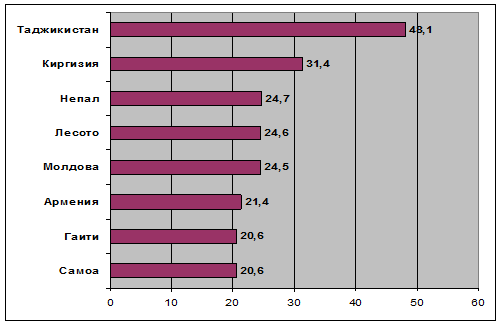 Таджикистан 48,1
Киргизия 31,4
Непал 24,7
Лесото 24,6
Молдова 24,5
Армения 21,4
Гаити 20,6
Самоа 20,6
0 10 20 30 40 50 60